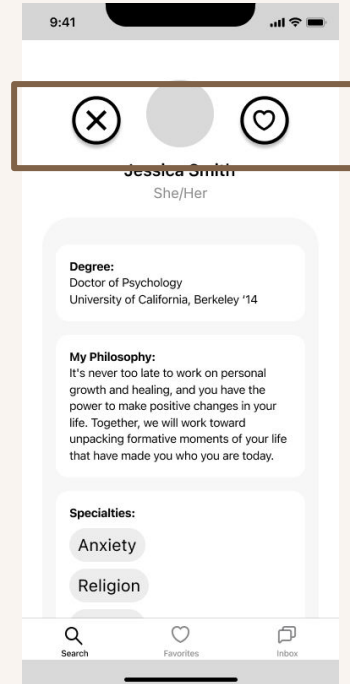 9:41
Jessica Smith
She/Her
Degree:
Doctor of Psychology
University of California, Berkeley ‘14
My Philosophy:
It's never too late to work on personal
growth and healing, and you have the
power to make positive changes in your
life. Together, we will work toward
unpacking formative moments of your life
that have made you who you are today.
Specialties:
Anxiety
Religion
Search
Favorites
Inbox